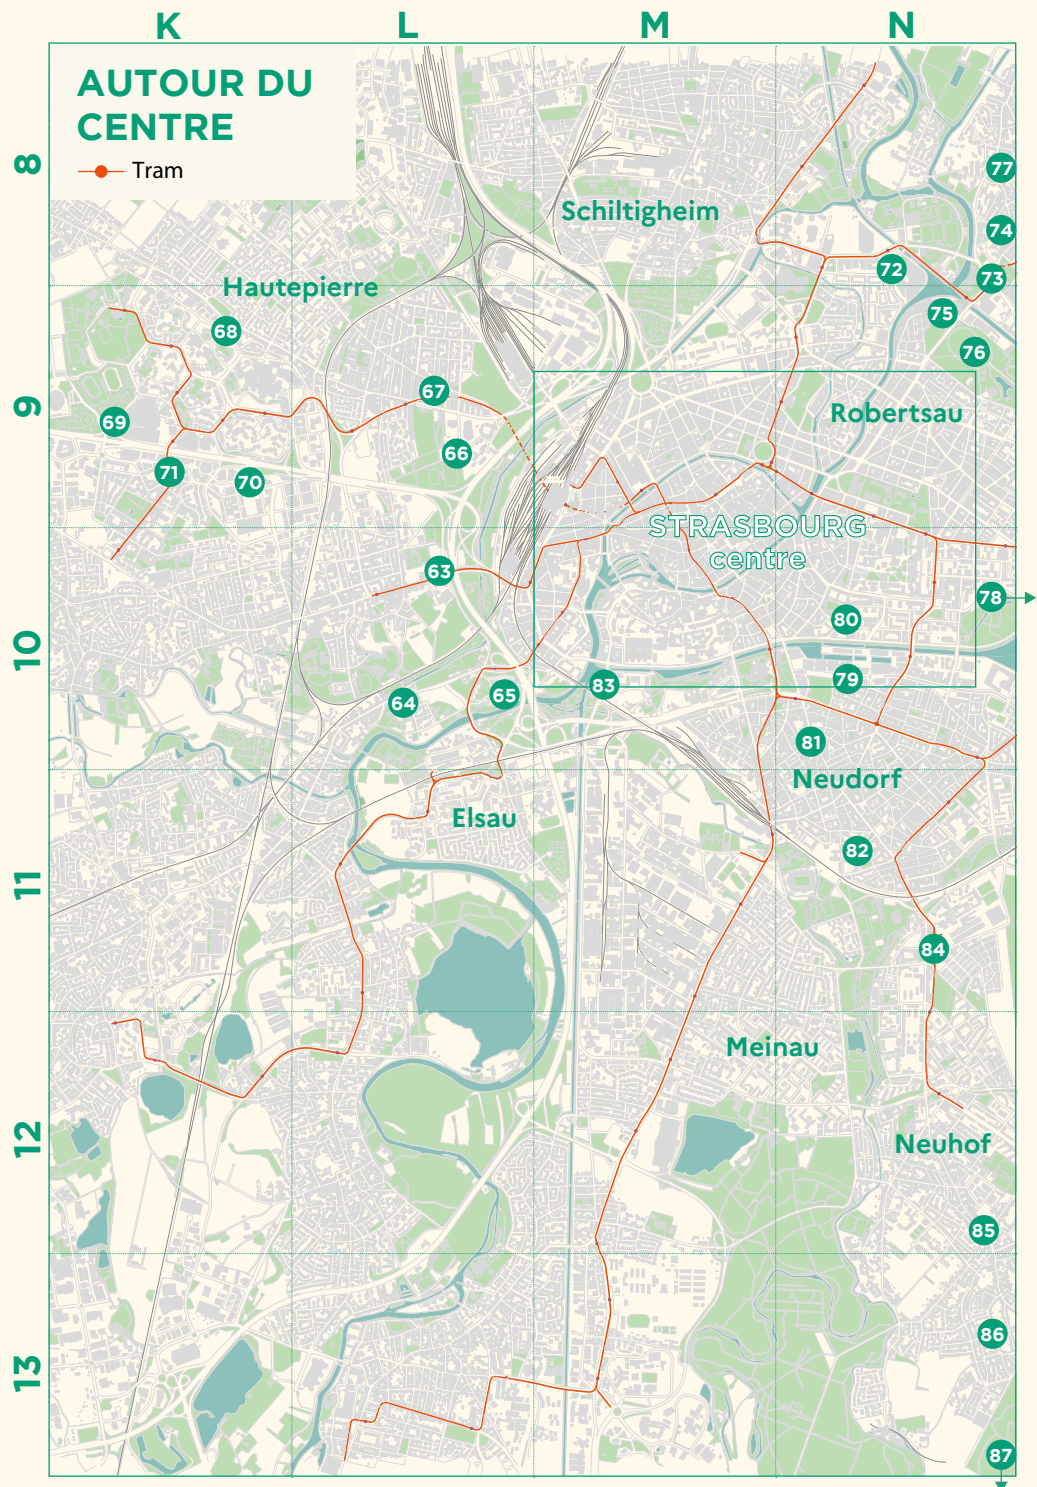 K L M N
AUTOUR DU
CENTRE
Tram
8
77
Schiltigheim
74
72
73
Hautepierre
75
68
76
67
9
Robertsau
69
66
71
70
STRASBOURG
centre
63
78
80
10
79
83
65
64
81
Neudorf
Elsau
82
11
84
Meinau
12
Neuhof
85
86
13
87